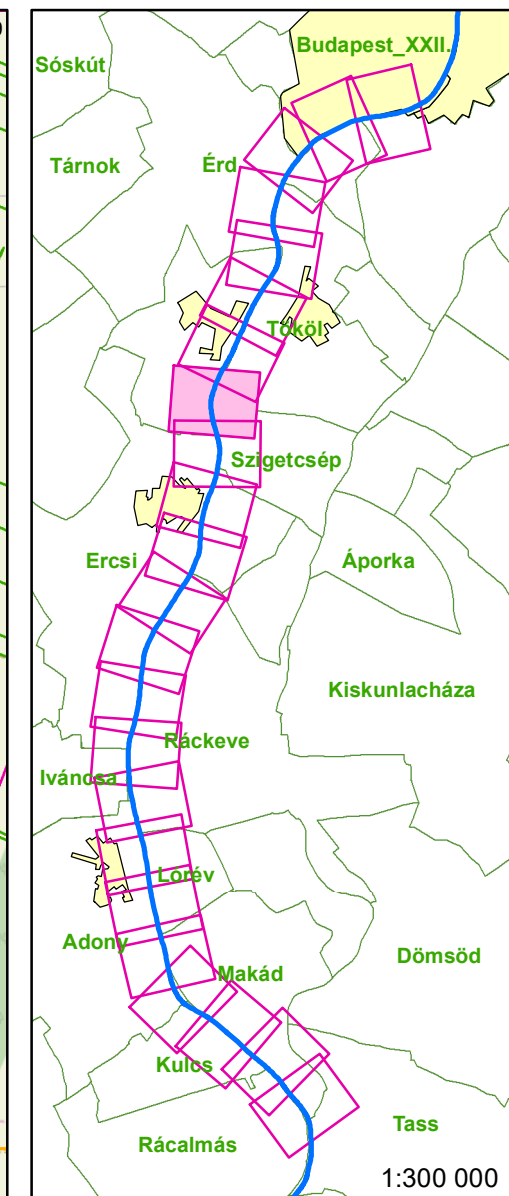 Budapest_XXII.
Sóskút
Tárnok
Érd
Tököl
Szigetcsép
Ercsi
Áporka
Kiskunlacháza
Ráckeve
Iváncsa
Lórév
Adony
Dömsöd
Makád
Kulcs
Tass
Rácalmás
1:300 000